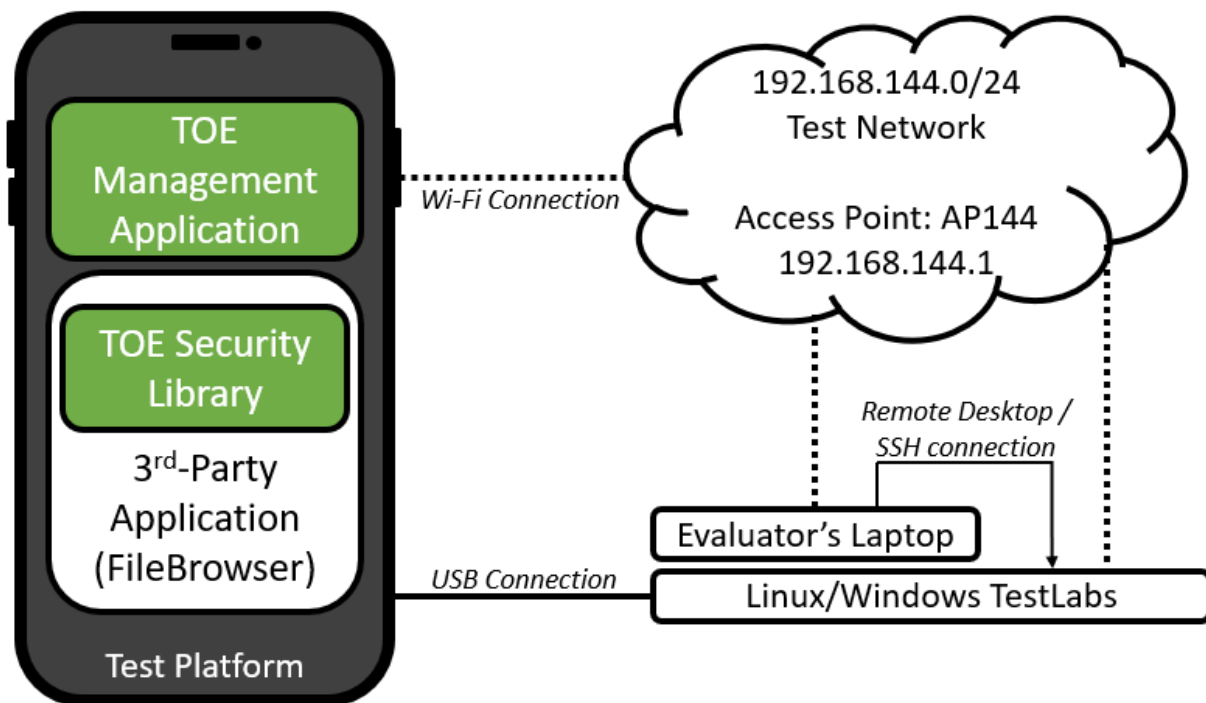 TOE
Management
Application
TOE Security
Library
3rd-Party
Application
(FileBrowser)
Test Platform
Wi-Fi Connection
192.168.144.0/24
Test Network
Access Point: AP144
192.168.144.1
Remote Desktop /
SSH connection
Evaluator's Laptop
USB Connection
Linux/Windows TestLabs